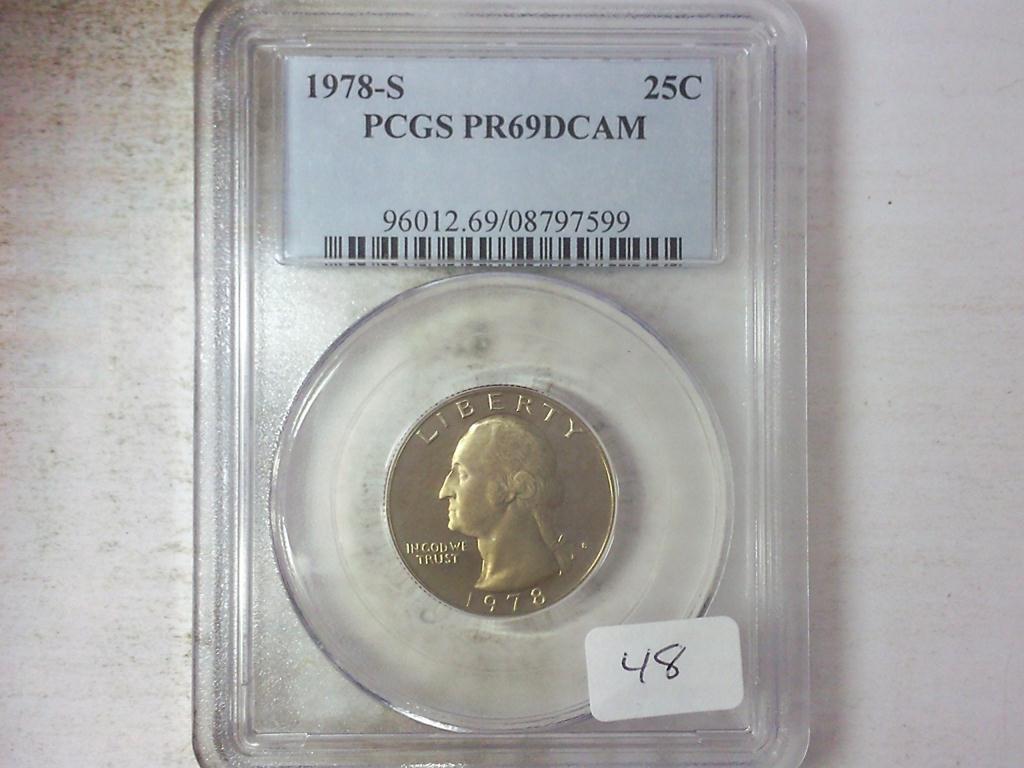 1978-S 25C
PCGS PR69DCAM
96012.69/08797599
LIBERTY
IN GOD WE
TRUST
1978
48